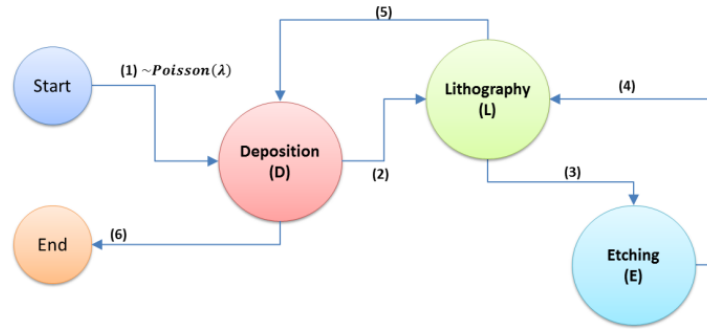 (5)
(1) ~Poisson(λ)
Start
Lithography
(L)
(4)
Deposition
(D)
(2)
(3)
End
(6)
Etching
(E)